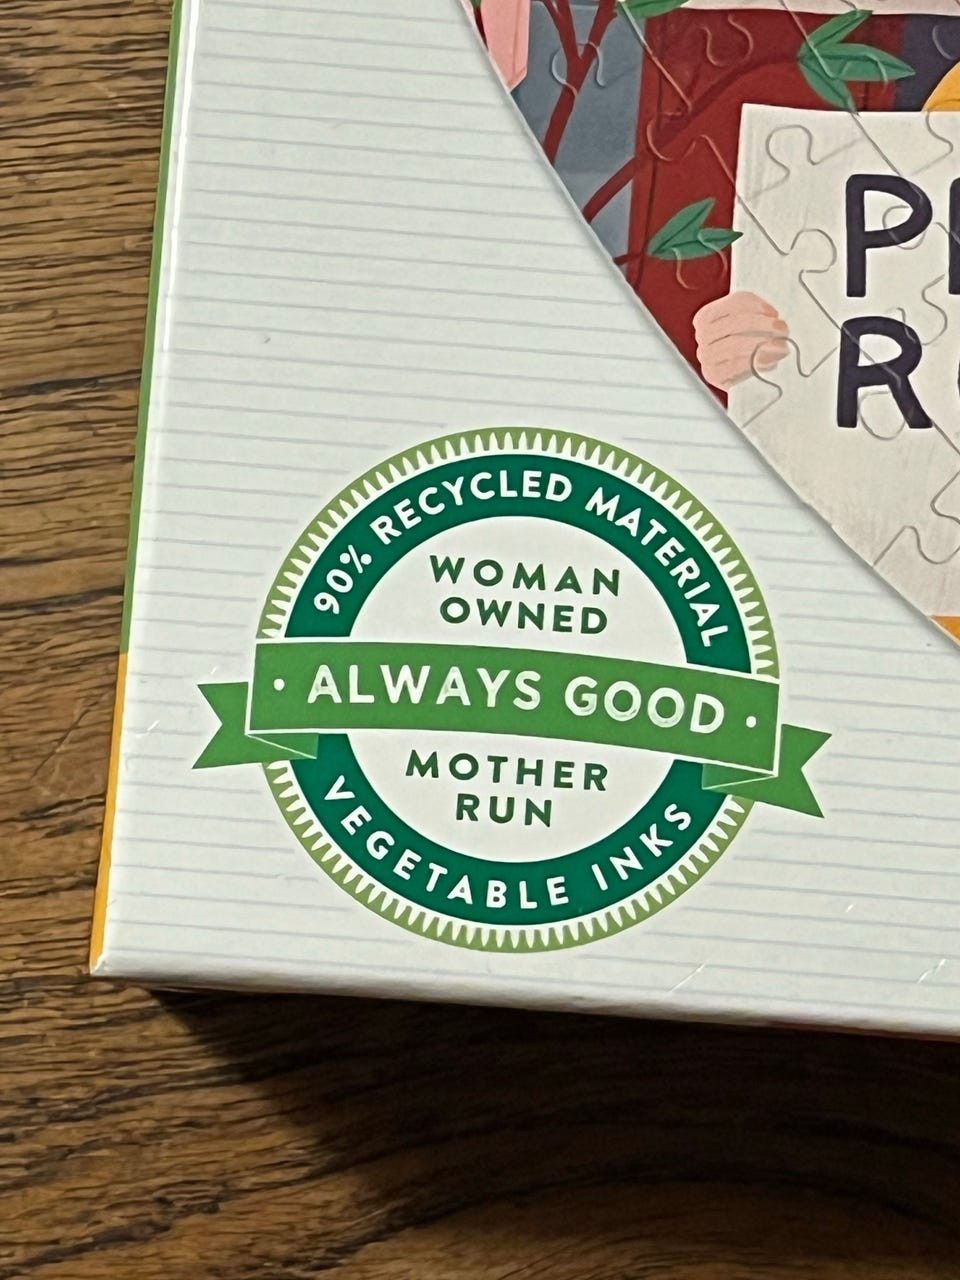 90% RECYCLED MATERIAL
WOMAN
OWNED
• ALWAYS GOOD •
MOTHER
RUN
VEGETABLE INKS